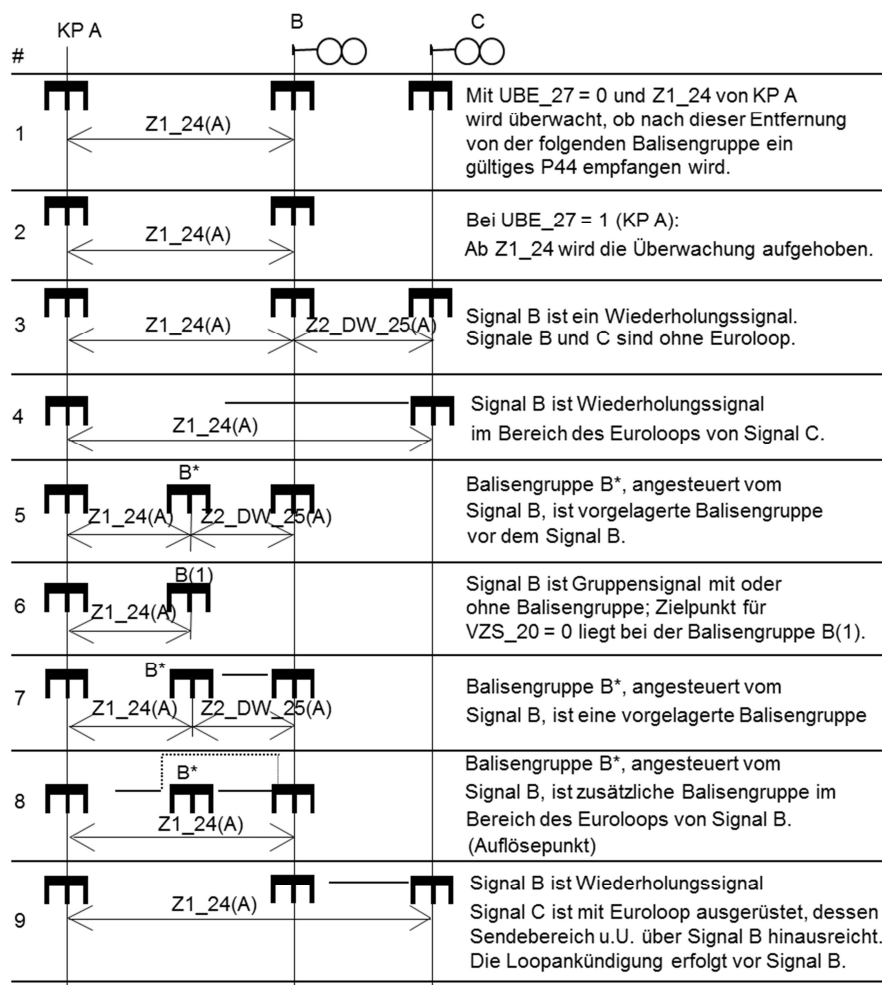 KP A
B
C
#
1
Z1_24(A)
Mit UBE_27 = 0 und Z1_24 von KP A
wird überwacht, ob nach dieser Entfernung
von der folgenden Balisengruppe ein
gültiges P44 empfangen wird.
2
Z1_24(A)
Bei UBE_27 = 1 (KP A):
Ab Z1_24 wird die Überwachung aufgehoben.
3
Z1_24(A)
Z2_DW_25(A)
Signal B ist ein Wiederholungssignal.
Signale B und C sind ohne Euroloop.
4
Z1_24(A)
Signal B ist Wiederholungssignal
im Bereich des Euroloops von Signal C.
5
B*
Z1_24(A)
Z2_DW_25(A)
Balisengruppe B*, angesteuert vom
Signal B, ist vorgelagerte Balisengruppe
vor dem Signal B.
6
B(1)
Z1_24(A)
Signal B ist Gruppensignal mit oder
ohne Balisengruppe; Zielpunkt für
VZS_20 = 0 liegt bei der Balisengruppe B(1).
7
B*
Z1_24(A)
Z2_DW_25(A)
Balisengruppe B*, angesteuert vom
Signal B, ist eine vorgelagerte Balisengruppe
8
B*
Z1_24(A)
Balisengruppe B*, angesteuert vom
Signal B, ist zusätzliche Balisengruppe im
Bereich des Euroloops von Signal B.
(Auflösepunkt)
9
Z1_24(A)
Signal B ist Wiederholungssignal
Signal C ist mit Euroloop ausgerüstet, dessen
Sendebereich u.U. über Signal B hinausreicht.
Die Loopankündigung erfolgt vor Signal B.